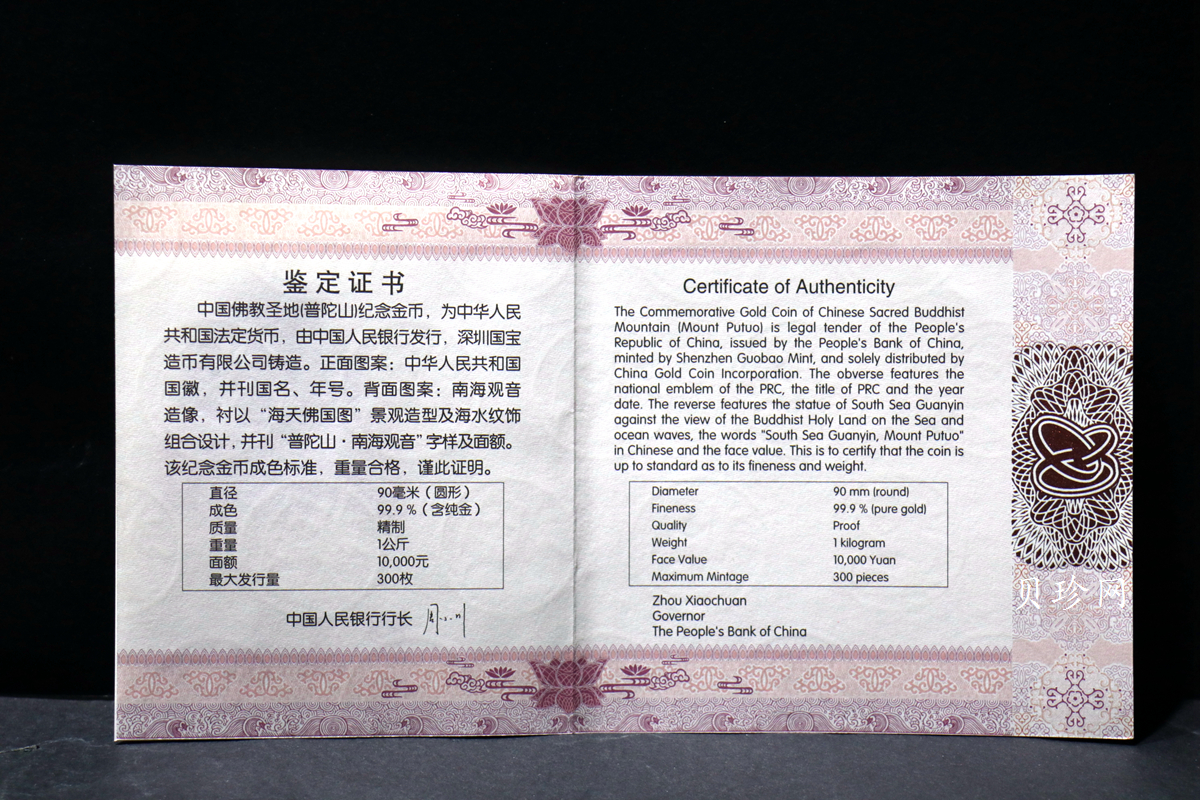 鉴定证书
中国佛教圣地(普陀山)纪念金币，为中华人民
共和国法定货币，由中国人民银行发行，深圳国宝
造币有限公司铸造。正面图案：中华人民共和国
国徽，并刊国名、年号。背面图案：南海观音
造像，衬以“海天佛国图”景观造型及海水纹饰
组合设计，并刊“普陀山·南海观音”字样及面额。
该纪念金币成色标准，重量合格，谨此证明。
直径 90毫米（圆形）
成色 99.9 %（含纯金）
质量 精制
重量 1公斤
面额 10,000元
最大发行量 300枚
中国人民银行行长
Certificate of Authenticity
The Commemorative Gold Coin of Chinese Sacred Buddhist
Mountain (Mount Putuo) is legal tender of the People's
Republic of China, issued by the People's Bank of China,
minted by Shenzhen Guobao Mint, and solely distributed by
China Gold Coin Incorporation. The obverse features the
national emblem of the PRC, the title of PRC and the year
date. The reverse features the statue of South Sea Guanyin
against the view of the Buddhist Holy Land on the Sea and
ocean waves, the words "South Sea Guanyin, Mount Putuo"
in Chinese and the face value. This is to certify that the coin is
up to standard as to its fineness and weight.
Diameter 90 mm (round)
Fineness 99.9 % (pure gold)
Quality Proof
Weight 1 kilogram
Face Value 10,000 Yuan
Maximum Mintage 300 pieces
Zhou Xiaochuan
Governor
The People's Bank of China
贝珍网